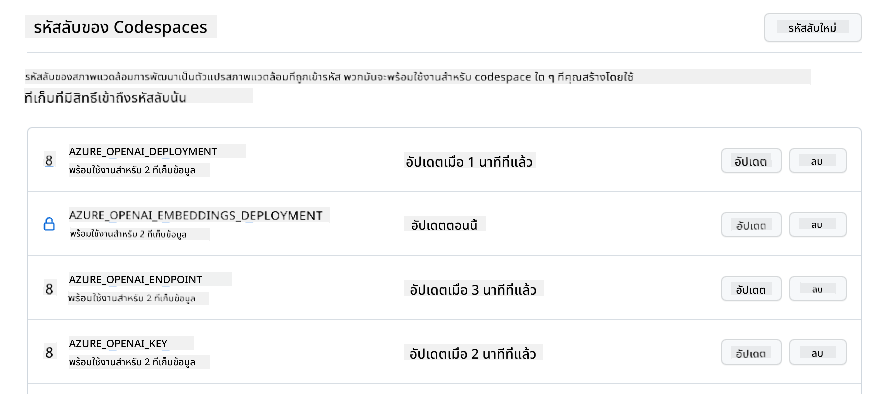 รหัสลับของ Codespaces
รหัสลับใหม่
รหัสลับของสภาพแวดล้อมการพัฒนาเป็นตัวแปรสภาพแวดล้อมที่ถูกเข้ารหัส พวกมันจะพร้อมใช้งานสำหรับ codespace ใด ๆ ที่คุณสร้างโดยใช้
ที่เก็บที่มีสิทธิ์เข้าถึงรหัสลับนั้น
8 AZURE_OPENAI_DEPLOYMENT
พร้อมใช้งานสำหรับ 2 ที่เก็บข้อมูล
อัปเดตเมื่อ 1 นาทีที่แล้ว
อัปเดต
ลบ
AZURE_OPENAI_EMBEDDINGS_DEPLOYMENT
พร้อมใช้งานสำหรับ 2 ที่เก็บข้อมูล
อัปเดตตอนนี้
อัปเดต
ลบ
8 AZURE_OPENAI_ENDPOINT
พร้อมใช้งานสำหรับ 2 ที่เก็บข้อมูล
อัปเดตเมื่อ 3 นาทีที่แล้ว
อัปเดต
ลบ
8 AZURE_OPENAI_KEY
พร้อมใช้งานสำหรับ 2 ที่เก็บข้อมูล
อัปเดตเมื่อ 2 นาทีที่แล้ว
อัปเดต
ลบ